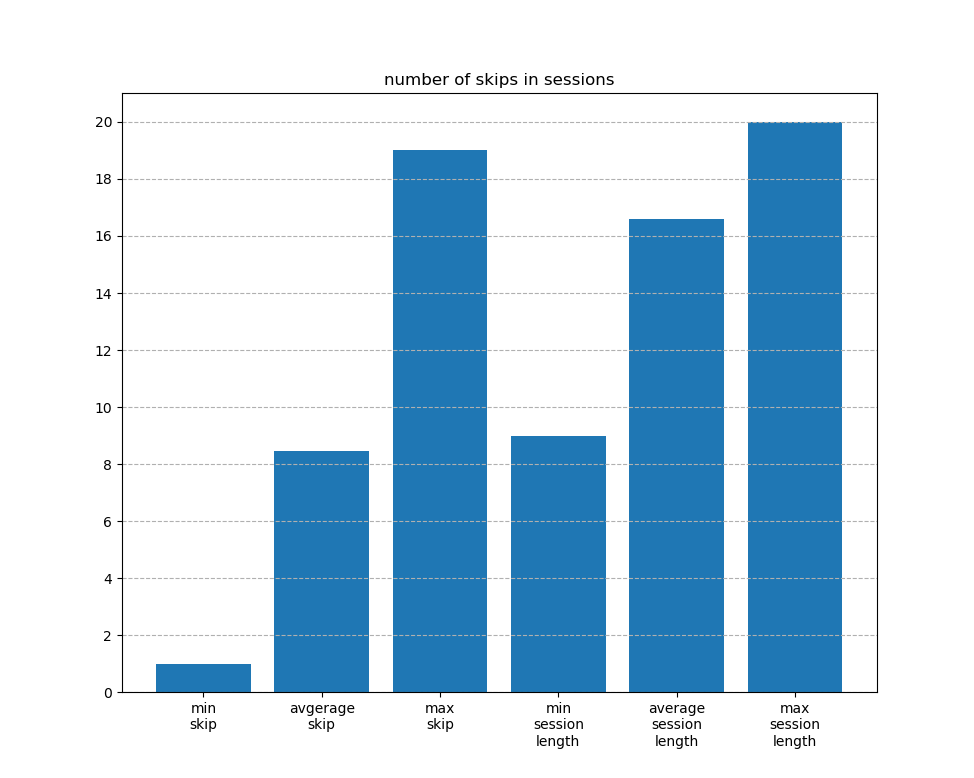 number of skips in sessions
20
18
16
14
12
10
8
6
4
2
0
min
skip
avgerage
skip
max
skip
min
session
length
average
session
length
max
session
length